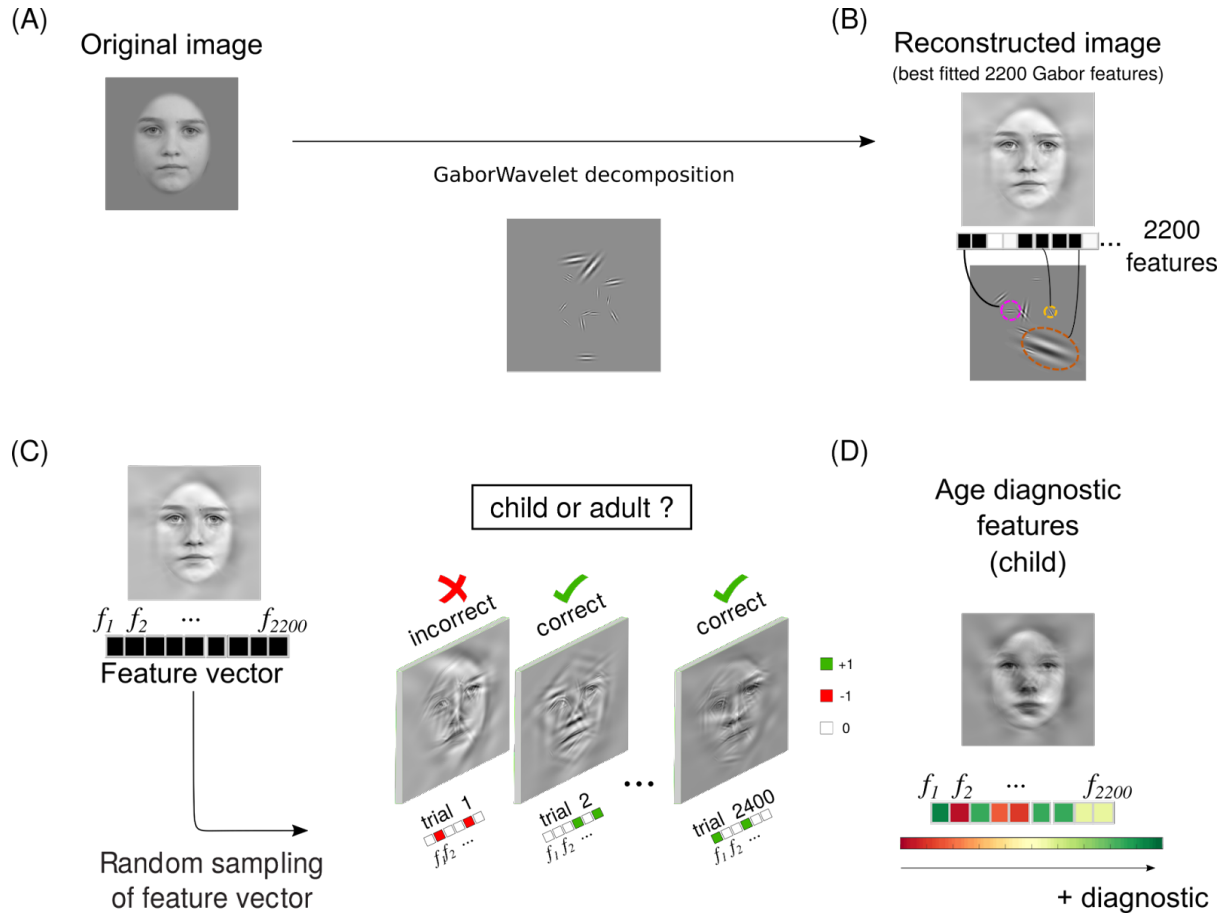 (A)
Original image
GaborWavelet decomposition
(B)
Reconstructed image
(best fitted 2200 Gabor features)
... 2200
features
(C)
f1 f2 ... f2200
Feature vector
Random sampling
of feature vector
child or adult ?
incorrect
correct
correct
+1
-1
0
...
trial 1
f1 f2 ...
trial 2
f1 f2 ...
trial 2400
f1 f2 ...
(D)
Age diagnostic
features
(child)
f1 f2 ... f2200
+ diagnostic